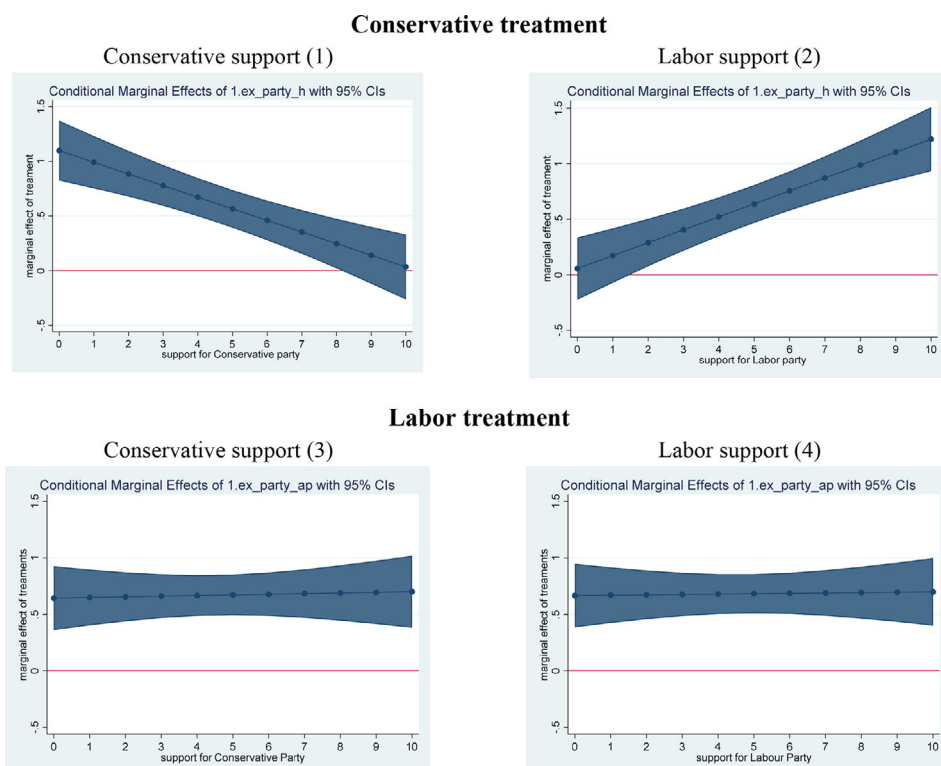 Conservative treatment
Conservative support (1)
Labor support (2)
Conditional Marginal Effects of 1.ex_party_h with 95% CIs
marginal effect of treament
1.5
1
.5
0
-.5
0 1 2 3 4 5 6 7 8 9 10
support for Conservative party
Conditional Marginal Effects of 1.ex_party_h with 95% CIs
marginal effect of treament
1.5
1
.5
0
-.5
0 1 2 3 4 5 6 7 8 9 10
support for Labor party
Labor treatment
Conservative support (3)
Labor support (4)
Conditional Marginal Effects of 1.ex_party_ap with 95% CIs
marginal effect of treaments
1.5
1
.5
0
-.5
0 1 2 3 4 5 6 7 8 9 10
support for Conservative Party
Conditional Marginal Effects of 1.ex_party_ap with 95% CIs
marginal effect of treaments
1.5
1
.5
0
-.5
0 1 2 3 4 5 6 7 8 9 10
support for Labour Party